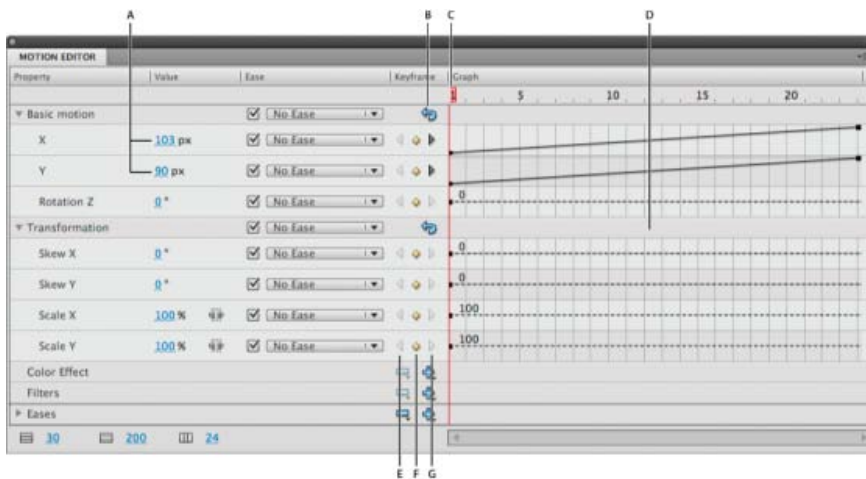 A B C D
MOTION EDITOR
Property Value Ease Keyframe Graph
1 5 10 15 20
Basic motion No Ease
X 103 px No Ease
Y 90 px No Ease
Rotation Z 0 ° No Ease 0
Transformation No Ease
Skew X 0 ° No Ease 0
Skew Y 0 ° No Ease 0
Scale X 100 % No Ease 100
Scale Y 100 % No Ease 100
Color Effect
Filters
Eases
30 200 24
E F G